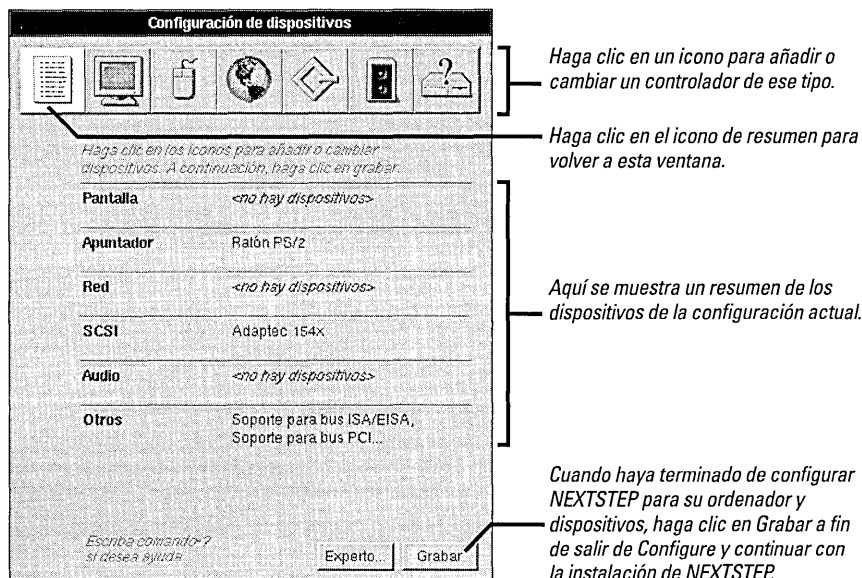 Configuración de dispositivos
Haga clic en un icono para añadir o
cambiar un controlador de ese tipo.
Haga clic en el icono de resumen para
volver a esta ventana.
Haga clic en los iconos para añadir o cambiar
dispositivos. A continuación, haga clic en grabar.
Pantalla <no hay dispositivos>
Apuntador Ratón PS/2
Red <no hay dispositivos>
SCSI Adaptec 154X
Audio <no hay dispositivos>
Otros Soporte para bus ISA/EISA,
Soporte para bus PCI...
Aquí se muestra un resumen de los
dispositivos de la configuración actual.
Escriba comando-?
si desea ayuda
Experto... Grabar
Cuando haya terminado de configurar
NEXTSTEP para su ordenador y
dispositivos, haga clic en Grabar a fin
de salir de Configure y continuar con
la instalación de NEXTSTEP.